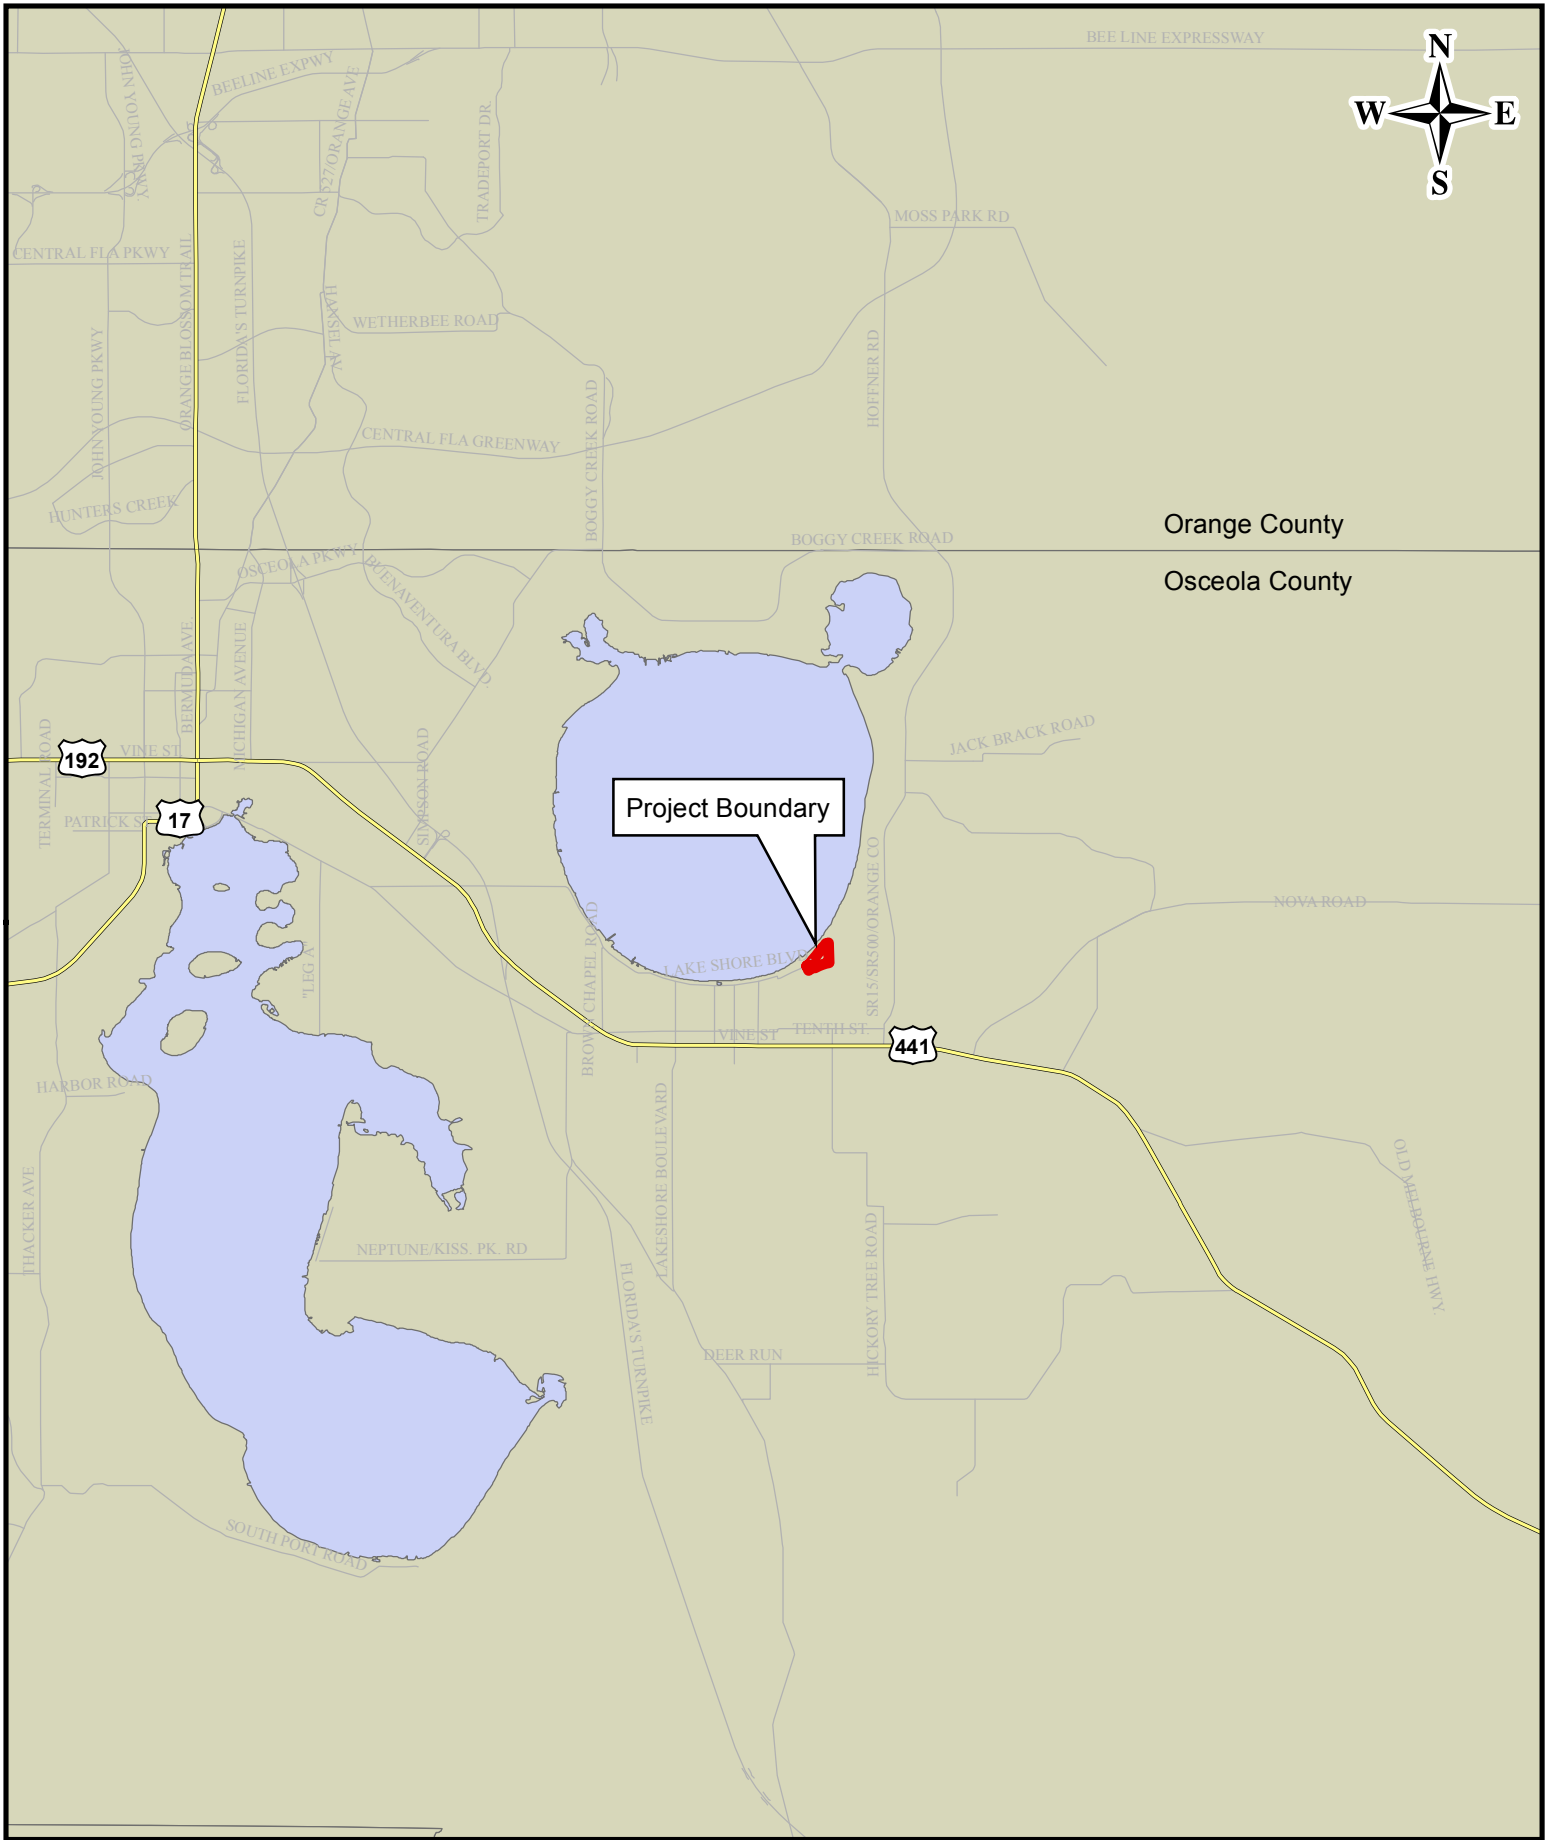 BEE LINE EXPRESSWAY
N
W
E
S
JOHN YOUNG PKWY.
BEELINE EXPWY
CR 527/ORANGE AVE
TRADEPORT DR.
MOSS PARK RD
CENTRAL FLA PKWY
ORANGE BLOSSOM TRAIL
FLORIDA'S TURNPIKE
HANSEL AV
WETHERBEE ROAD
JOHN YOUNG PKWY
HOFFNER RD
BOGGY CREEK ROAD
CENTRAL FLA GREENWAY
HUNTERS CREEK
Orange County
BOGGY CREEK ROAD
OSCEOLA PKWY
BUENAVENTURA BLVD.
Osceola County
BERMUDA AVE.
MICHIGAN AVENUE
TERMINAL ROAD
192
VINE ST.
SIMPSON ROAD
JACK BRACK ROAD
Project Boundary
PATRICK ST
17
SR15/SR500/ORANGE CO
NOVA ROAD
"LEG A"
BROWN CHAPEL ROAD
LAKE SHORE BLVD
VINE ST
TENTH ST.
441
HARBOR ROAD
LAKESHORE BOULEVARD
OLD MELBOURNE HWY.
THACKER AVE
NEPTUNE/KISS. PK. RD
HICKORY TREE ROAD
FLORIDA'S TURNPIKE
DEER RUN
SOUTH PORT ROAD